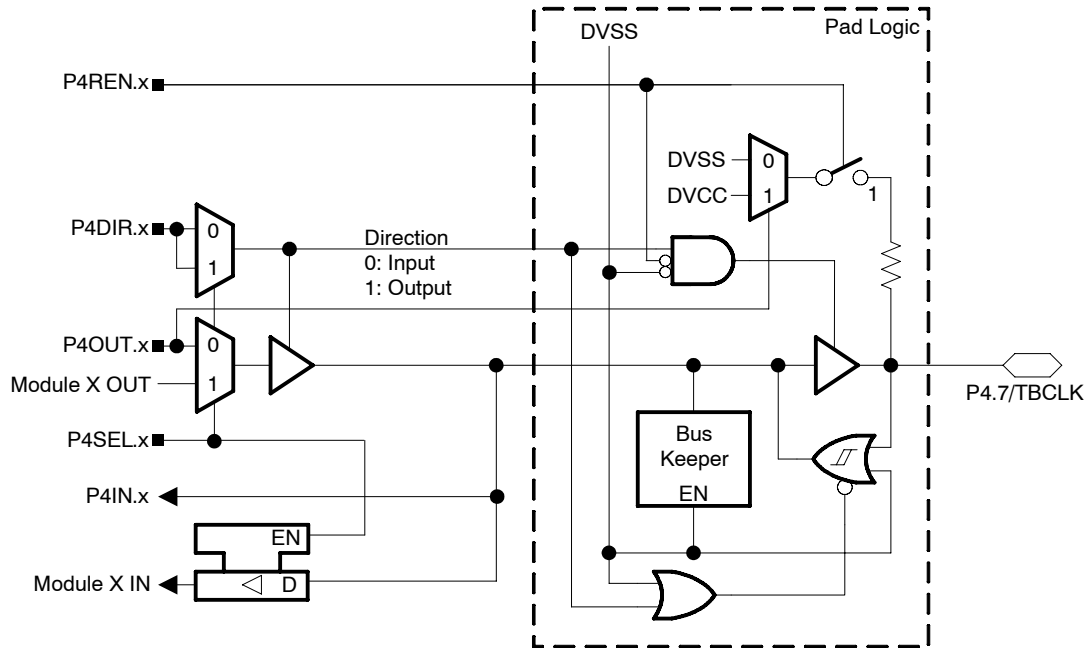 DVSS
Pad Logic
P4REN.x
DVSS
0
DVCC
1
1
P4DIR.x
0
1
Direction
0: Input
1: Output
P4OUT.x
0
Module X OUT
1
P4.7/TBCLK
P4SEL.x
Bus
Keeper
EN
P4IN.x
EN
Module X IN
D